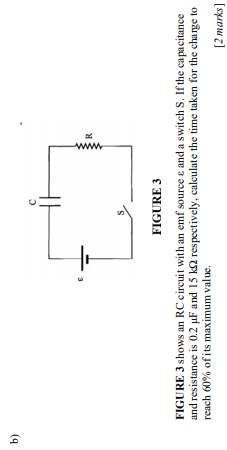 b)
C
R
ε
S
FIGURE 3
FIGURE 3 shows an RC circuit with an emf source ε and a switch S. If the capacitance
and resistance is 0.2 μF and 15 kΩ respectively, calculate the time taken for the charge to
reach 60% of its maximum value.
[2 marks]